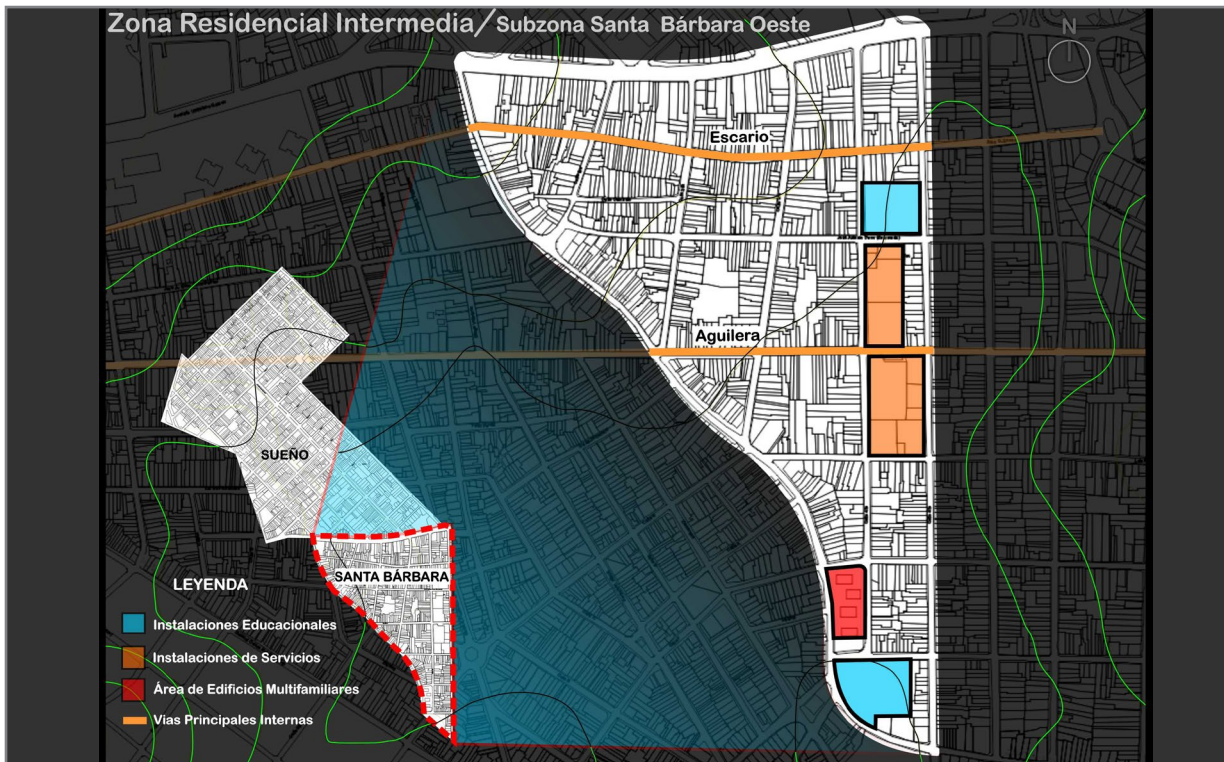 Zona Residencial Intermedia/Subzona Santa Bárbara Oeste
N
Escario
Aguilera
SUEÑO
SANTA BÁRBARA
LEYENDA
Instalaciones Educacionales
Instalaciones de Servicios
Área de Edificios Multifamiliares
Vías Principales Internas